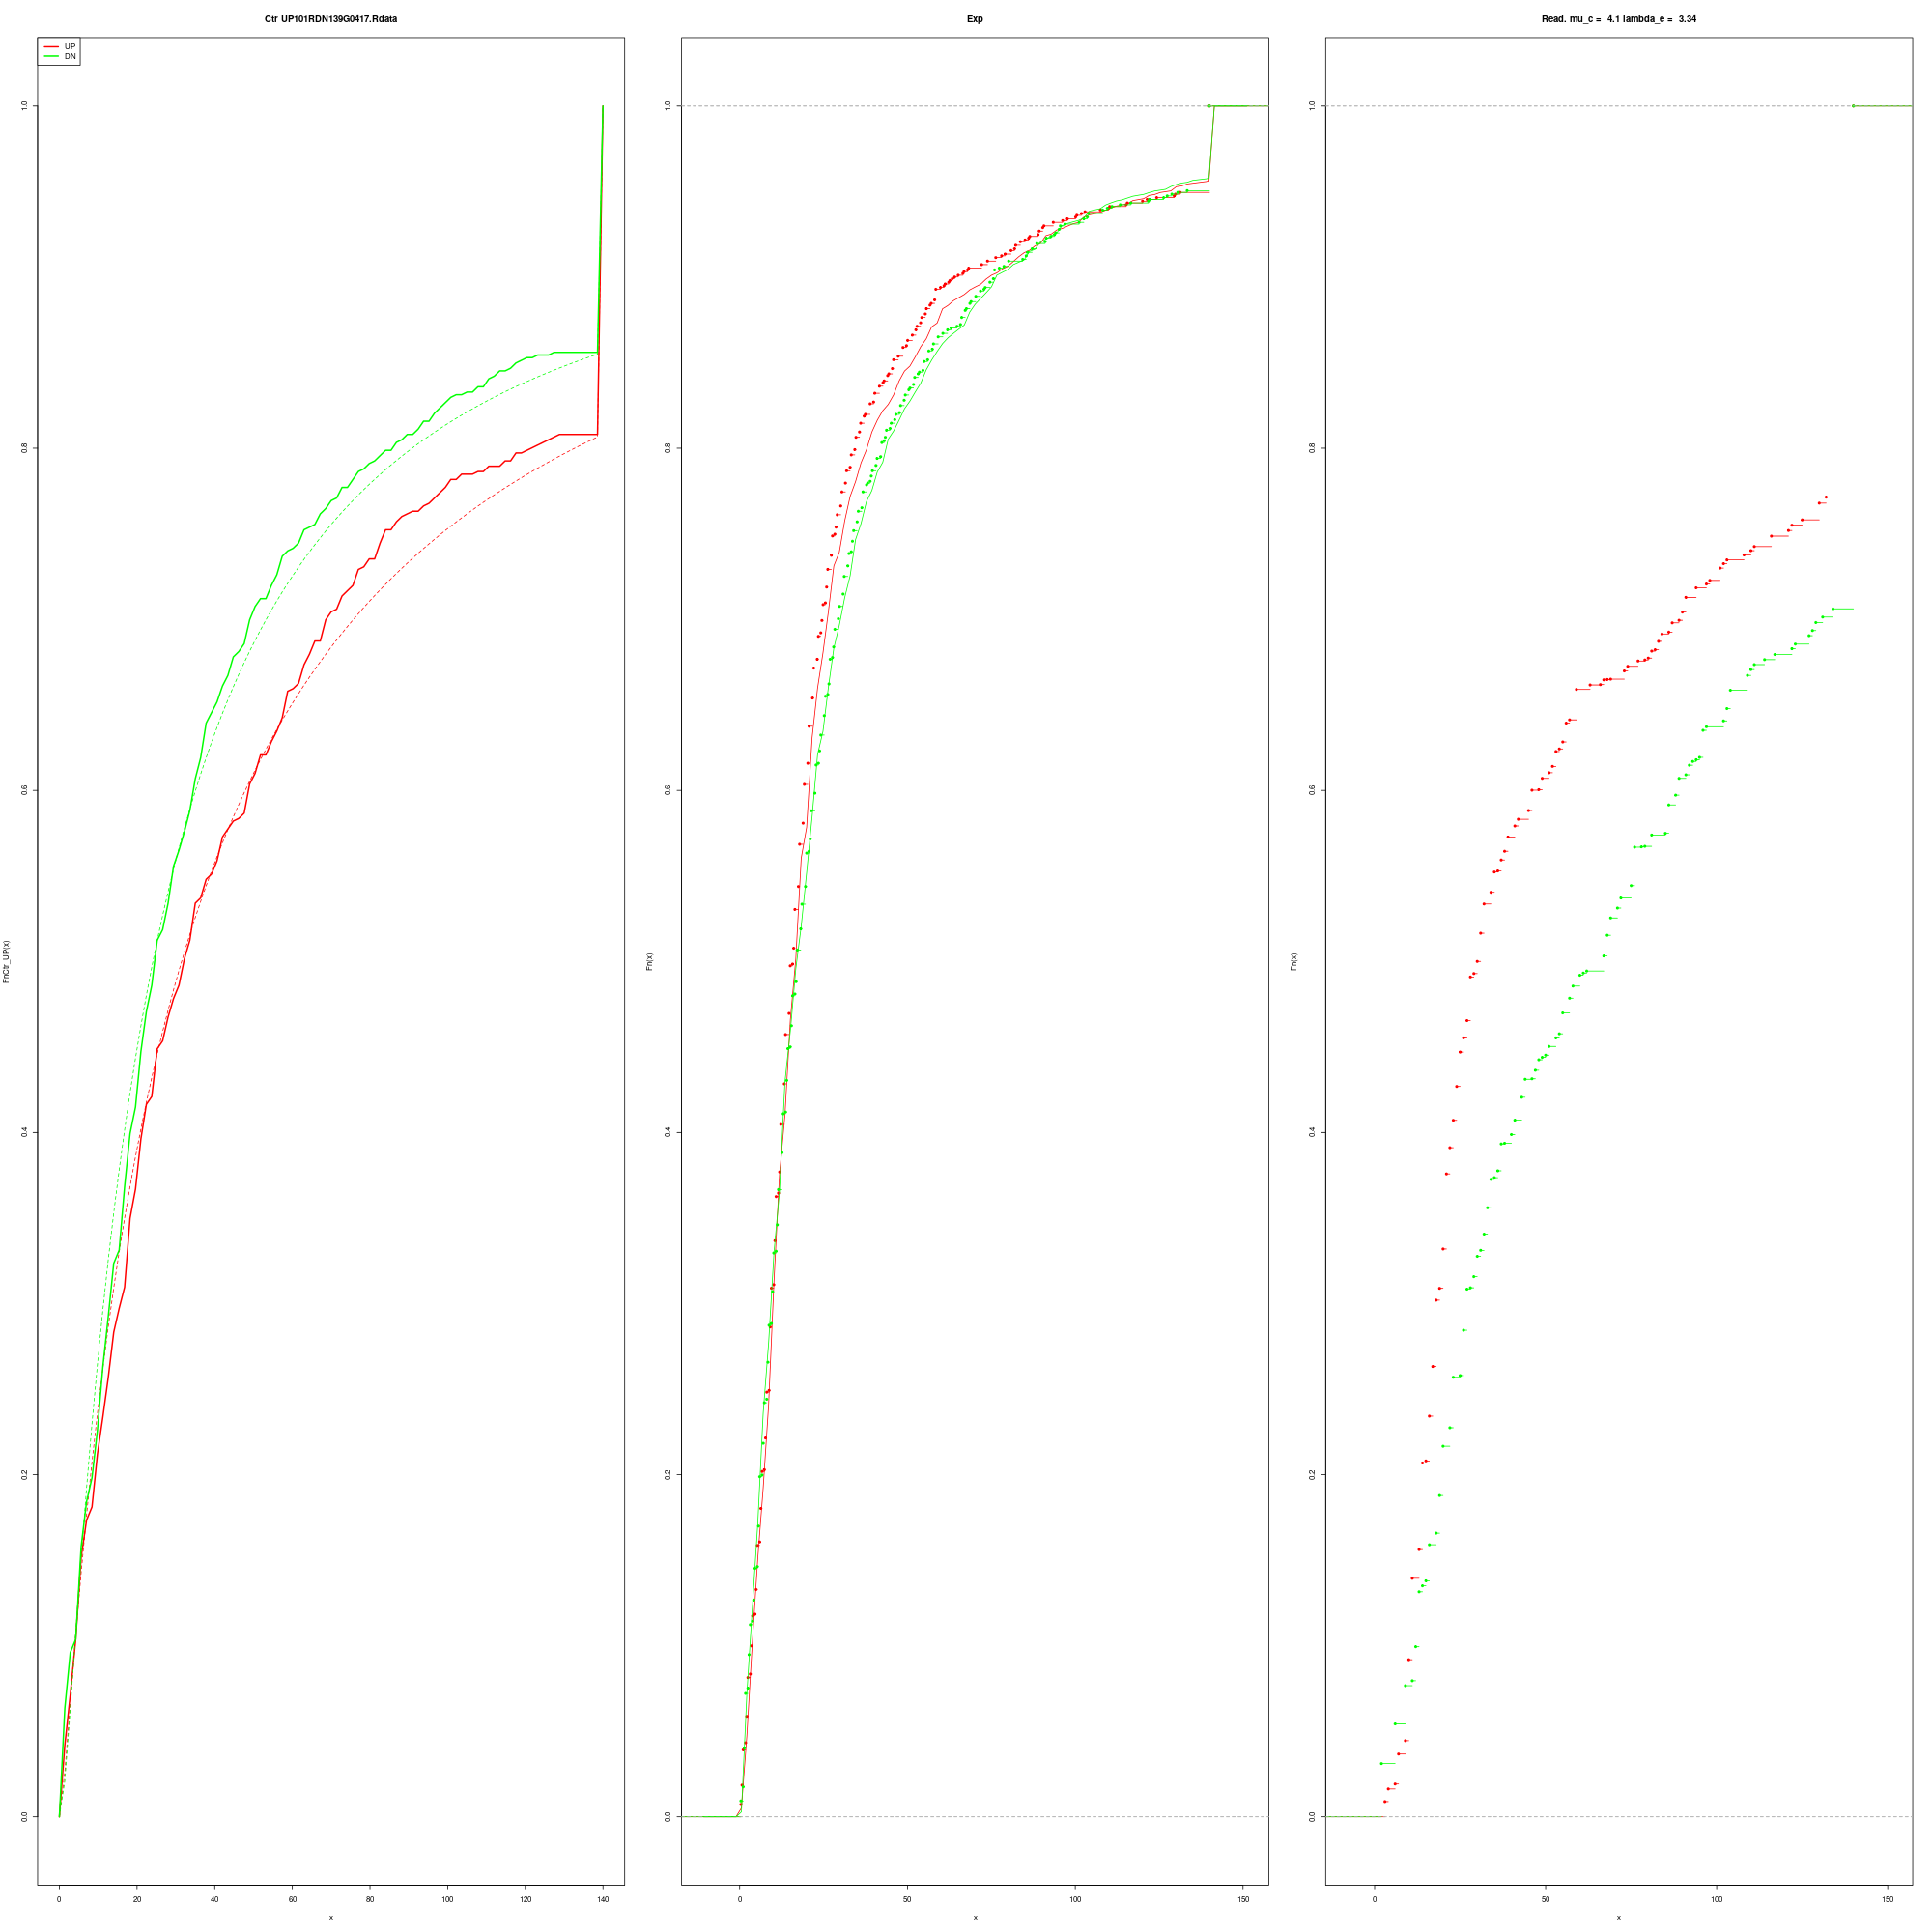 Ctr UP101RDN139G0417.Rdata
UP
DN
FnCtr_UP(x)
0.0
0.2
0.4
0.6
0.8
1.0
0 20 40 60 80 100 120 140
x
Exp
Fn(x)
0.0
0.2
0.4
0.6
0.8
1.0
0 50 100 150
x
Read. mu_c = 4.1 lambda_e = 3.34
Fn(x)
0.0
0.2
0.4
0.6
0.8
1.0
0 50 100 150
x